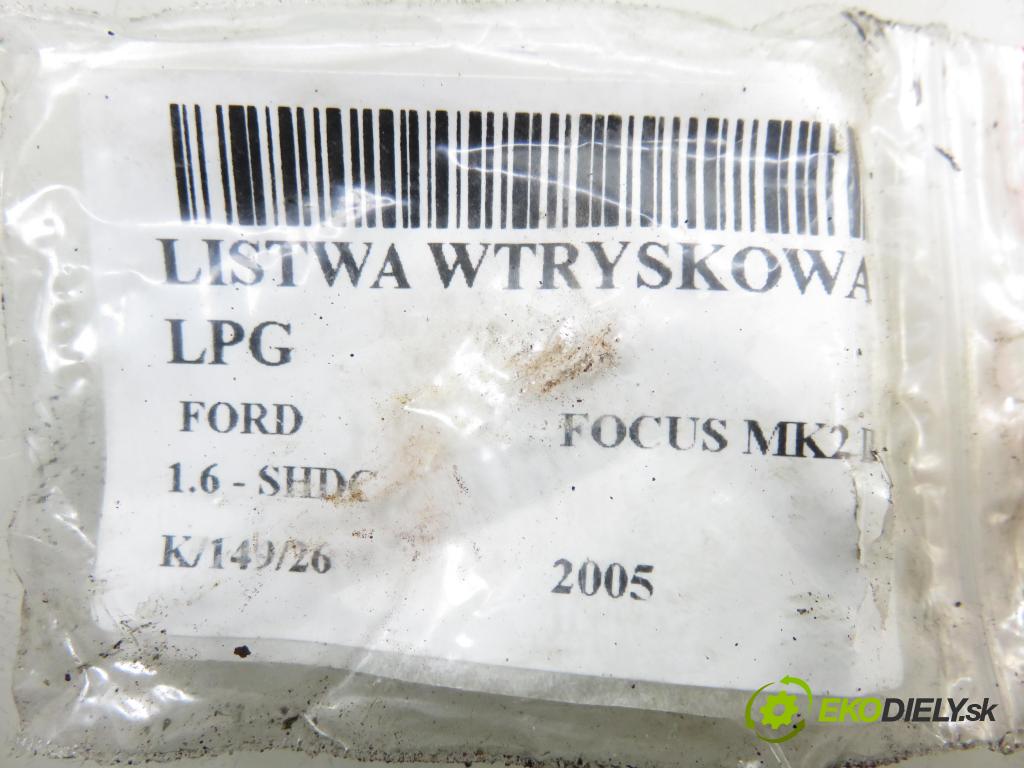 LISTWA WTRYSKOWA
LPG
FORD
FOCUS MK2
1.6 - SHDC
K/149/26
2005
EKODIELY.sk